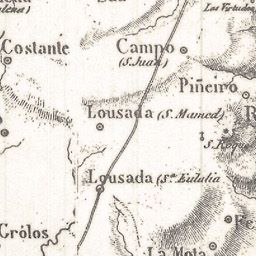 Las Virtudes
Costante
Campo
(S. Juan)
Piñeiro
Lousada (S. Mamed)
S. Roque
Lousada (Sta. Eulalia
Grólos
La Mota